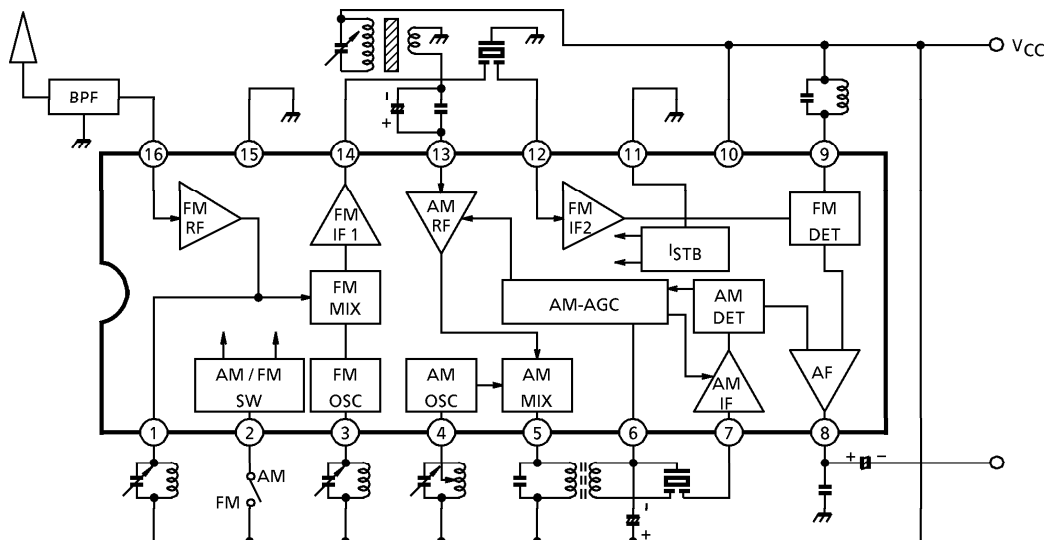 VCC
BPF
-
+
16
15
14
13
12
11
10
9
FM
RF
FM
IF 1
AM
RF
FM
IF2
ISTB
FM
DET
FM
MIX
AM-AGC
AM
DET
AM / FM
SW
FM
OSC
AM
OSC
AM
MIX
AM
IF
AF
1
2
3
4
5
6
7
8
AM
FM
-
+
+ -